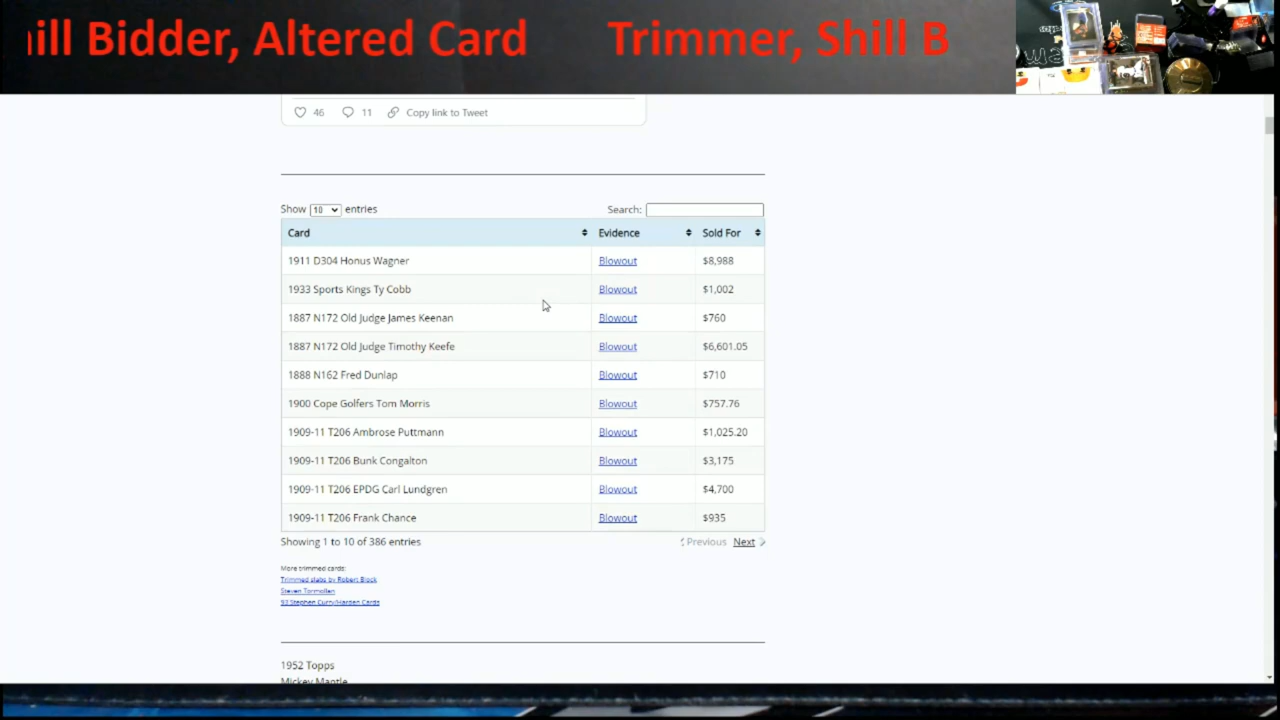 ill Bidder, Altered Card Trimmer, Shill B
46 11 Copy link to Tweet
Show 10 entries Search:
Card Evidence Sold For
1911 D304 Honus Wagner Blowout $8,988
1933 Sports Kings Ty Cobb Blowout $1,002
1887 N172 Old Judge James Keenan Blowout $760
1887 N172 Old Judge Timothy Keefe Blowout $6,601.05
1888 N162 Fred Dunlap Blowout $710
1900 Cope Golfers Tom Morris Blowout $757.76
1909-11 T206 Ambrose Puttmann Blowout $1,025.20
1909-11 T206 Bunk Congalton Blowout $3,175
1909-11 T206 EPDG Carl Lundgren Blowout $4,700
1909-11 T206 Frank Chance Blowout $935
Showing 1 to 10 of 386 entries Previous Next
More trimmed cards:
Trimmed slabs by Robert Block
Steven Tormollen
93 Stephen Curry/Harden Cards
1952 Topps
Mickey Mantle